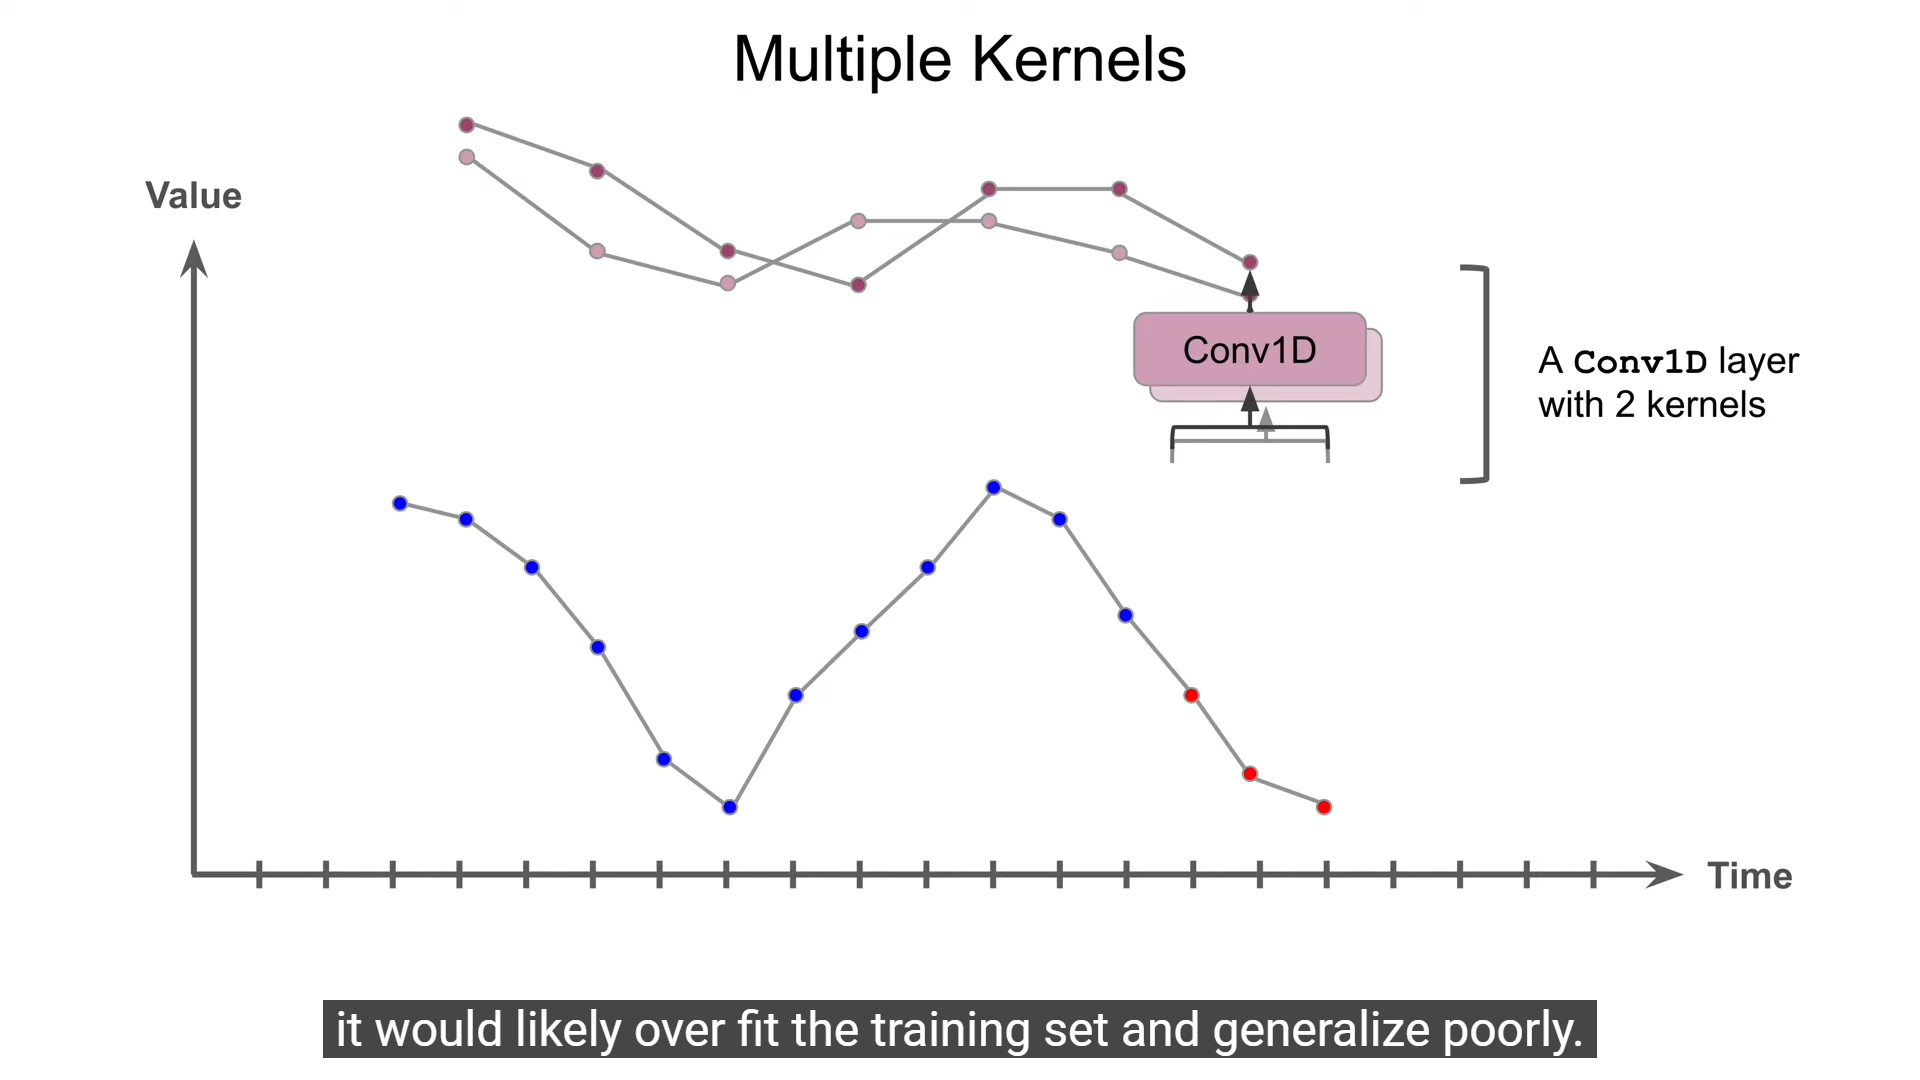 Multiple Kernels
Value
Conv1D
A Conv1D layer
with 2 kernels
Time
it would likely over fit the training set and generalize poorly.